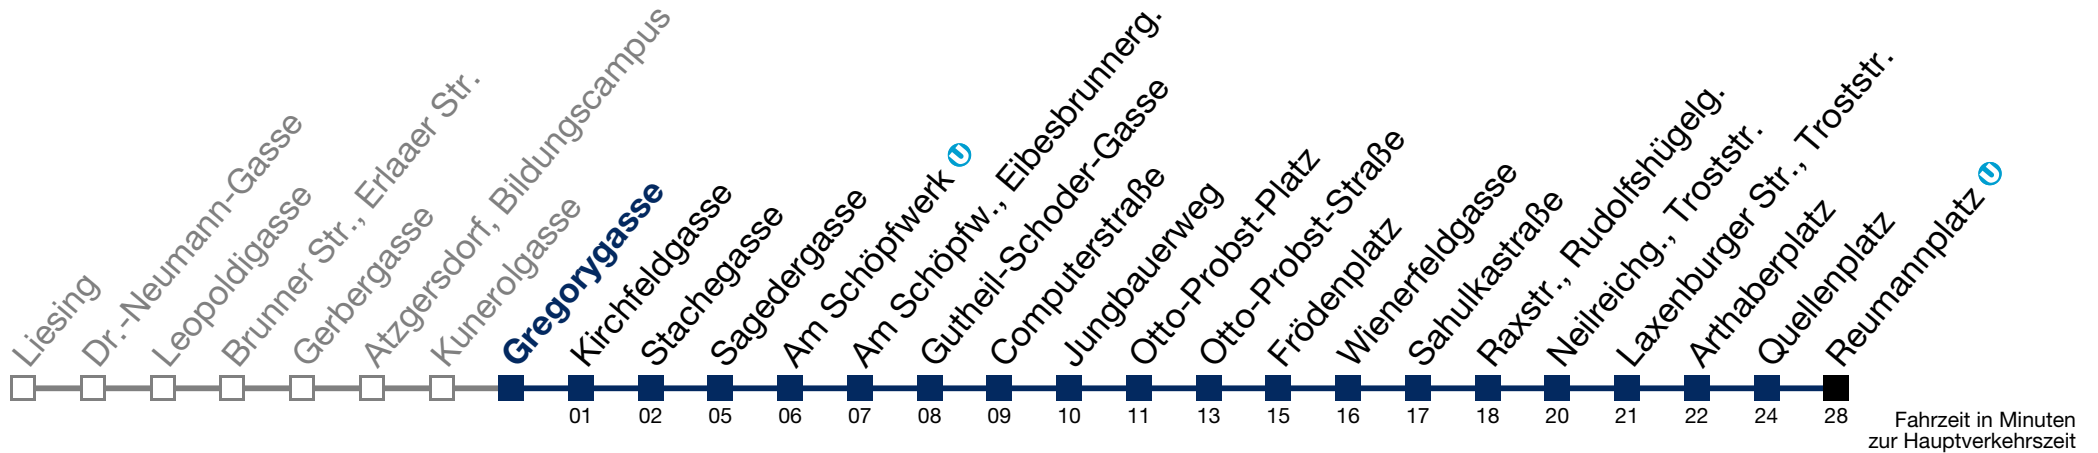 Liesing
Dr.-Neumann-Gasse
Leopoldigasse
Brunner Str., Erlaaer Str.
Gerbergasse
Atzgersdorf, Bildungscampus
Kunerolgasse
Gregorygasse
Kirchfeldgasse
Stachegasse
Sagedergasse
Am Schöpfwerk U
Am Schöpfw., Eibesbrunnerg.
Gutheil-Schoder-Gasse
Computerstraße
Jungbauerweg
Otto-Probst-Platz
Otto-Probst-Straße
Frödenplatz
Wienerfeldgasse
Sahulkastraße
Raxstr., Rudolfshügelg.
Neilreichg., Troststr.
Laxenburger Str., Troststr.
Arthaberplatz
Quellenplatz
Reumannplatz U
01 02 05 06 07 08 09 10 11 13 15 16 17 18 20 21 22 24 28
Fahrzeit in Minuten
zur Hauptverkehrszeit